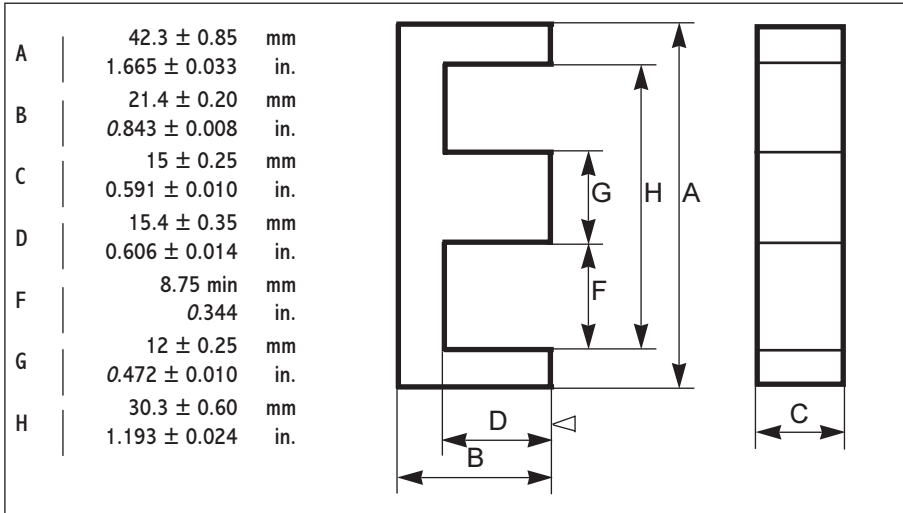 A 42.3 ± 0.85 mm
1.665 ± 0.033 in.
B 21.4 ± 0.20 mm
0.843 ± 0.008 in.
C 15 ± 0.25 mm
0.591 ± 0.010 in.
D 15.4 ± 0.35 mm
0.606 ± 0.014 in.
F 8.75 min mm
0.344 in.
G 12 ± 0.25 mm
0.472 ± 0.010 in.
H 30.3 ± 0.60 mm
1.193 ± 0.024 in.
G H A
F
D
B
C